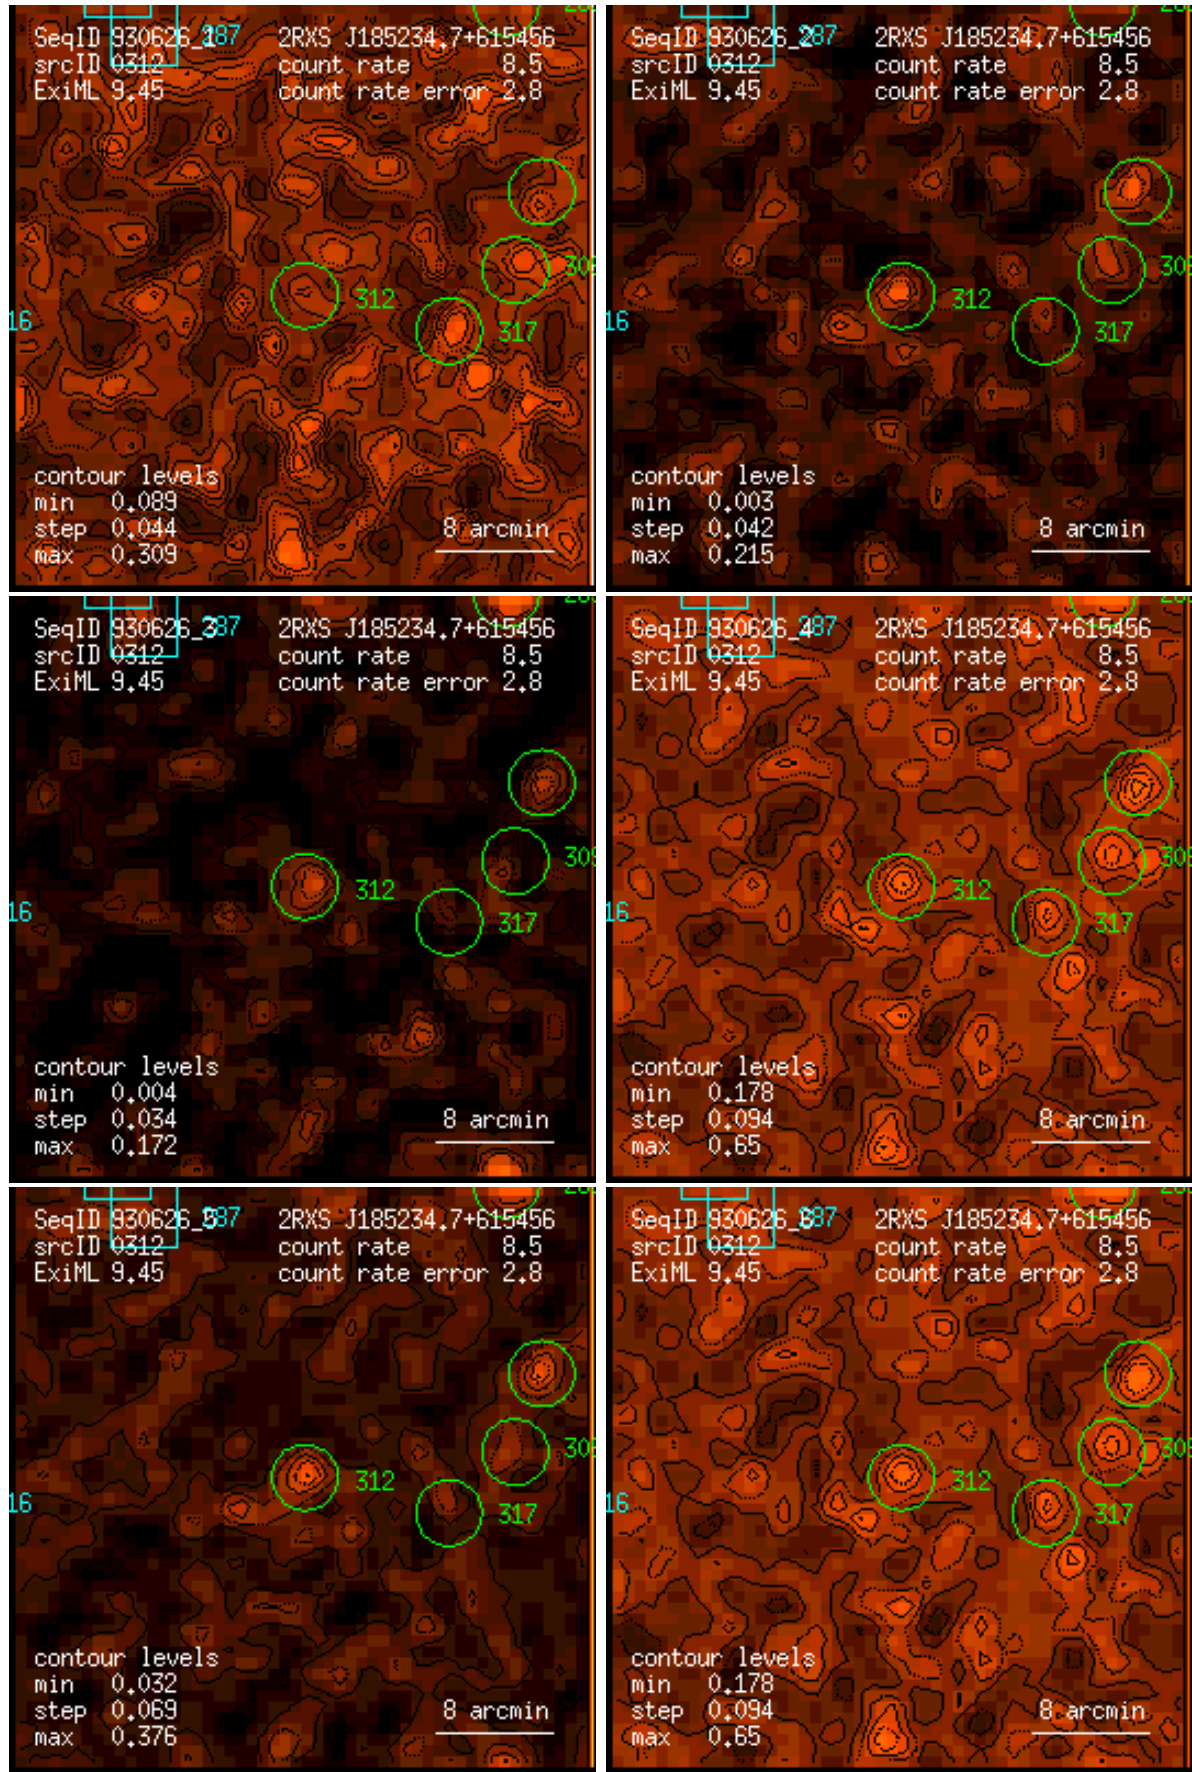 SeqID 930626_1 287 2RXS J185234.7+615456
srcID 0312 count rate 8.5
ExiML 9.45 count rate error 2.8
312
317
16
contour levels
min 0.089
step 0.044
max 0.309
8 arcmin
SeqID 930626_2 287 2RXS J185234.7+615456
srcID 0312 count rate 8.5
ExiML 9.45 count rate error 2.8
312
317
16
contour levels
min 0.003
step 0.042
max 0.215
8 arcmin
SeqID 930626_3 287 2RXS J185234.7+615456
srcID 0312 count rate 8.5
ExiML 9.45 count rate error 2.8
309
312
317
16
contour levels
min 0.004
step 0.034
max 0.172
8 arcmin
SeqID 930626_4 287 2RXS J185234.7+615456
srcID 0312 count rate 8.5
ExiML 9.45 count rate error 2.8
309
312
317
16
contour levels
min 0.178
step 0.094
max 0.65
8 arcmin
SeqID 930626_5 287 2RXS J185234.7+615456
srcID 0312 count rate 8.5
ExiML 9.45 count rate error 2.8
309
312
317
16
contour levels
min 0.032
step 0.069
max 0.376
8 arcmin
SeqID 930626_6 287 2RXS J185234.7+615456
srcID 0312 count rate 8.5
ExiML 9.45 count rate error 2.8
309
312
317
16
contour levels
min 0.178
step 0.094
max 0.65
8 arcmin